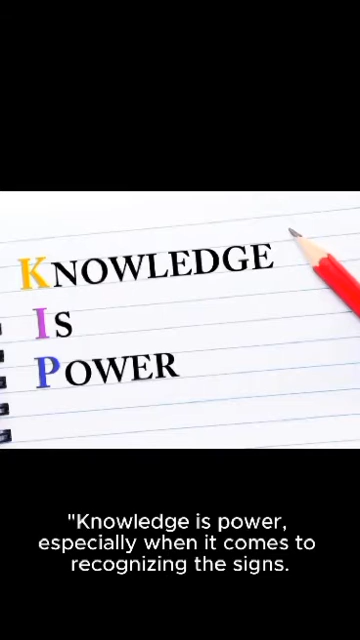 KNOWLEDGE
IS
POWER
"Knowledge is power,
especially when it comes to
recognizing the signs.